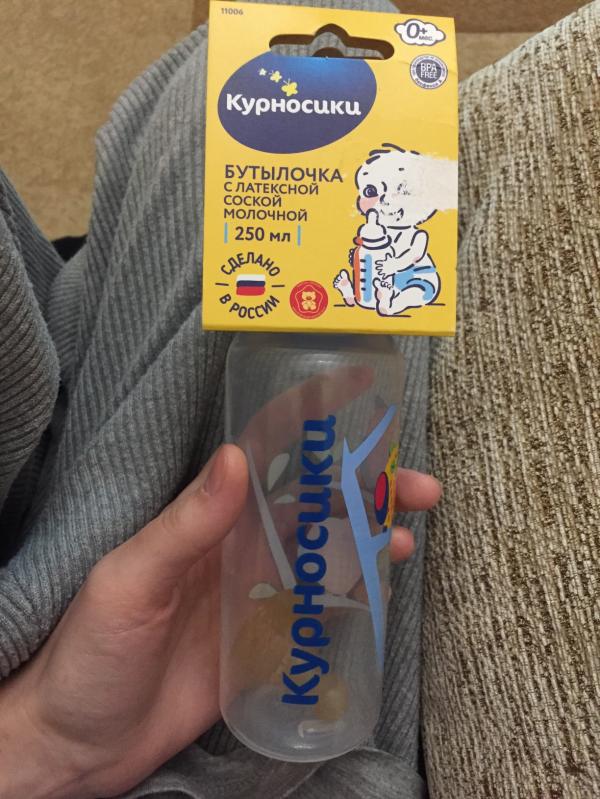 11006
0+
мес.
BPA
FREE
Курносики
БУТЫЛОЧКА
С ЛАТЕКСНОЙ
СОСКОЙ
МОЛОЧНОЙ
250 мл
СДЕЛАНО
В РОССИИ
Курносики